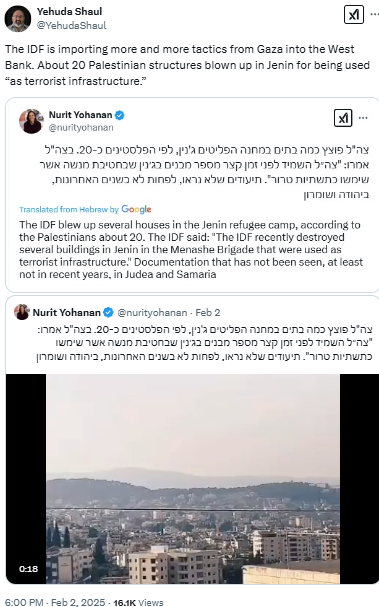 Yehuda Shaul
@YehudaShaul
The IDF is importing more and more tactics from Gaza into the West
Bank. About 20 Palestinian structures blown up in Jenin for being used
“as terrorist infrastructure.”
Nurit Yohanan
@nurityohanan
צה"ל פוצץ כמה בתים במחנה הפליטים ג'נין, לפי הפלסטינים כ-20. בצה"ל
אמרו: "צה״ל השמיד לפני זמן קצר מספר מבנים בג׳נין שבחטיבת מנשה אשר
שימשו כתשתיות טרור". תיעודים שלא נראו, לפחות לא בשנים האחרונות,
ביהודה ושומרון
Translated from Hebrew by Google
The IDF blew up several houses in the Jenin refugee camp, according to
the Palestinians about 20. The IDF said: "The IDF recently destroyed
several buildings in Jenin in the Menashe Brigade that were used as
terrorist infrastructure." Documentation that has not been seen, at least
not in recent years, in Judea and Samaria
Nurit Yohanan @nurityohanan · Feb 2
צה"ל פוצץ כמה בתים במחנה הפליטים ג'נין, לפי הפלסטינים כ-20. בצה"ל אמרו:
"צה״ל השמיד לפני זמן קצר מספר מבנים בג׳נין שבחטיבת מנשה אשר שימשו
כתשתיות טרור". תיעודים שלא נראו, לפחות לא בשנים האחרונות, ביהודה ושומרון
0:18
6:00 PM · Feb 2, 2025 · 16.1K Views